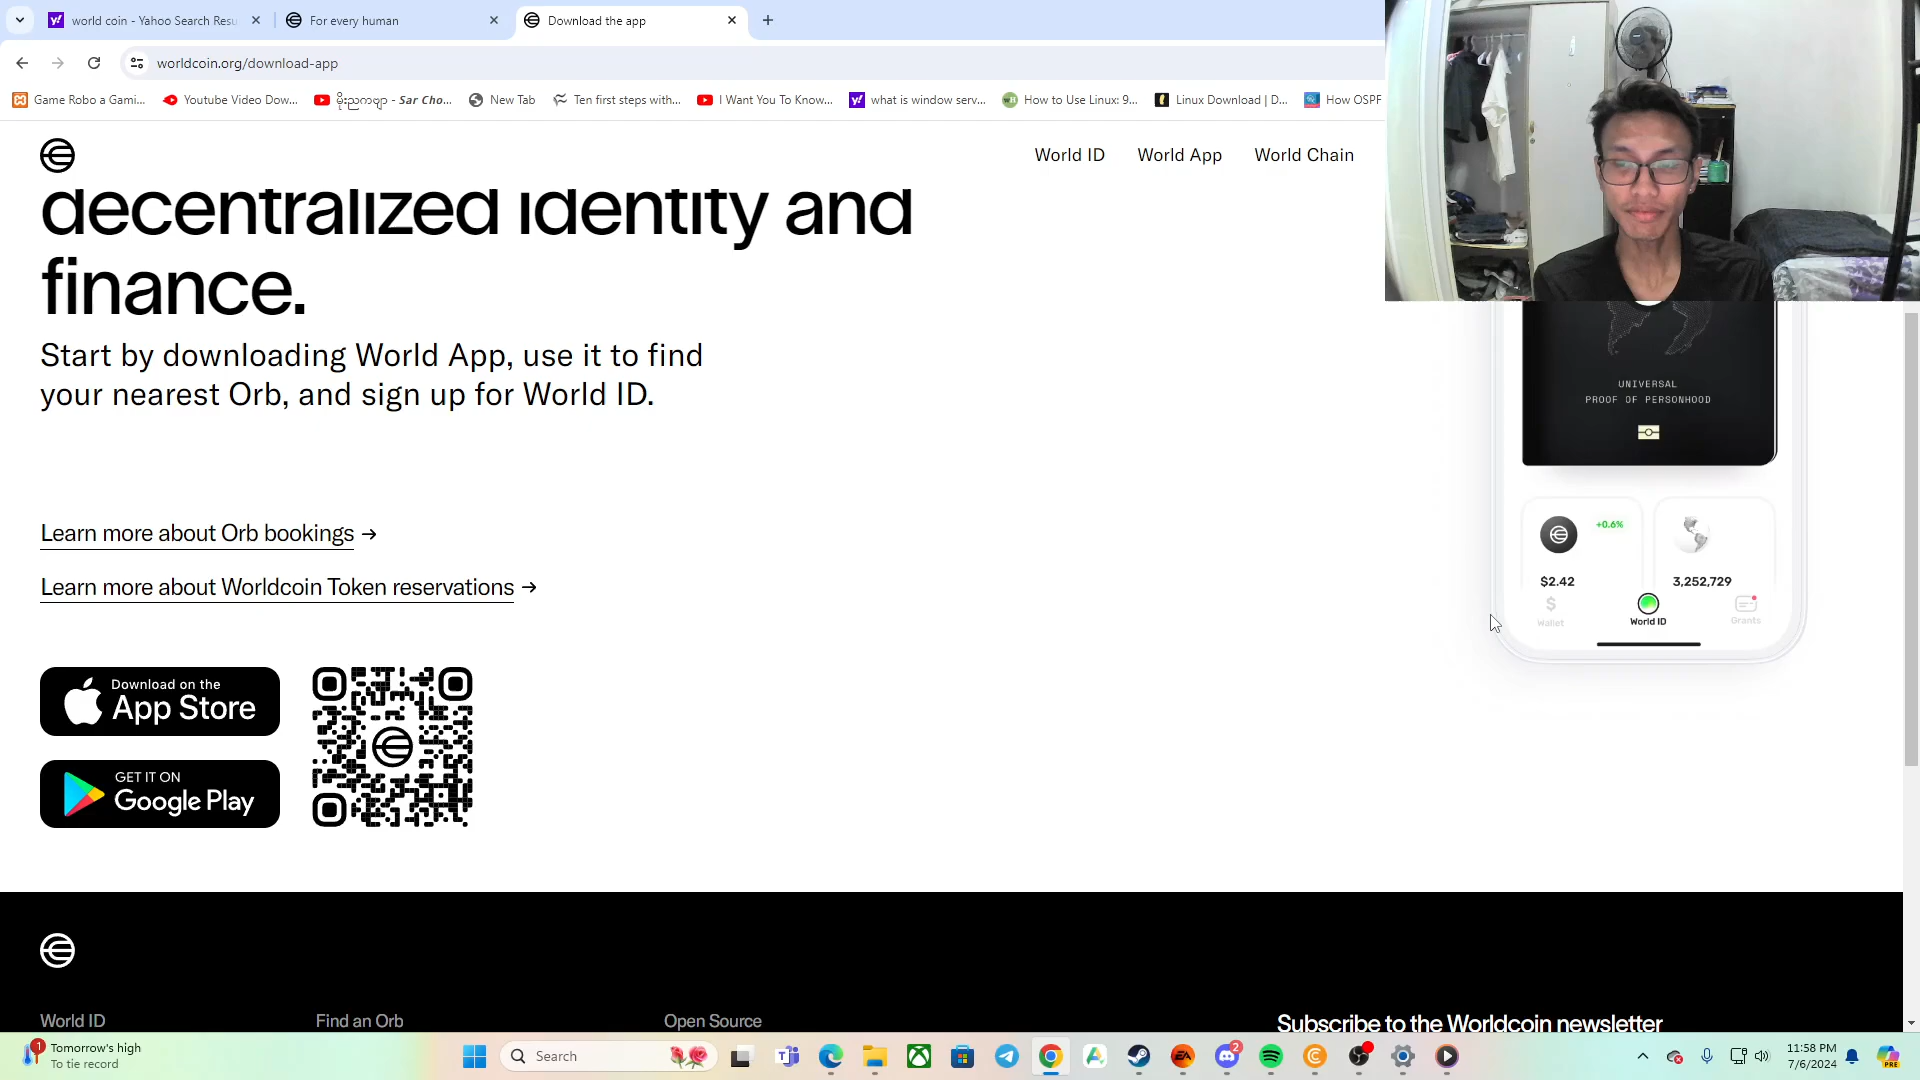 world coin - Yahoo Search Resu
For every human
Download the app
worldcoin.org/download-app
Game Robo a Gami...
Youtube Video Dow...
Sar Cho...
New Tab
Ten first steps with...
I Want You To Know...
what is window serv...
How to Use Linux: 9...
Linux Download | D...
How OSPF
World ID
World App
World Chain
decentralized identity and
finance.
Start by downloading World App, use it to find
your nearest Orb, and sign up for World ID.
Learn more about Orb bookings →
Learn more about Worldcoin Token reservations →
Download on the
App Store
GET IT ON
Google Play
UNIVERSAL
PROOF OF PERSONHOOD
+0.6%
$2.42
3,252,729
Wallet
World ID
Grants
World ID
Find an Orb
Open Source
Subscribe to the Worldcoin newsletter
1
Tomorrow's high
To tie record
Search
2
11:58 PM
7/6/2024
PRE